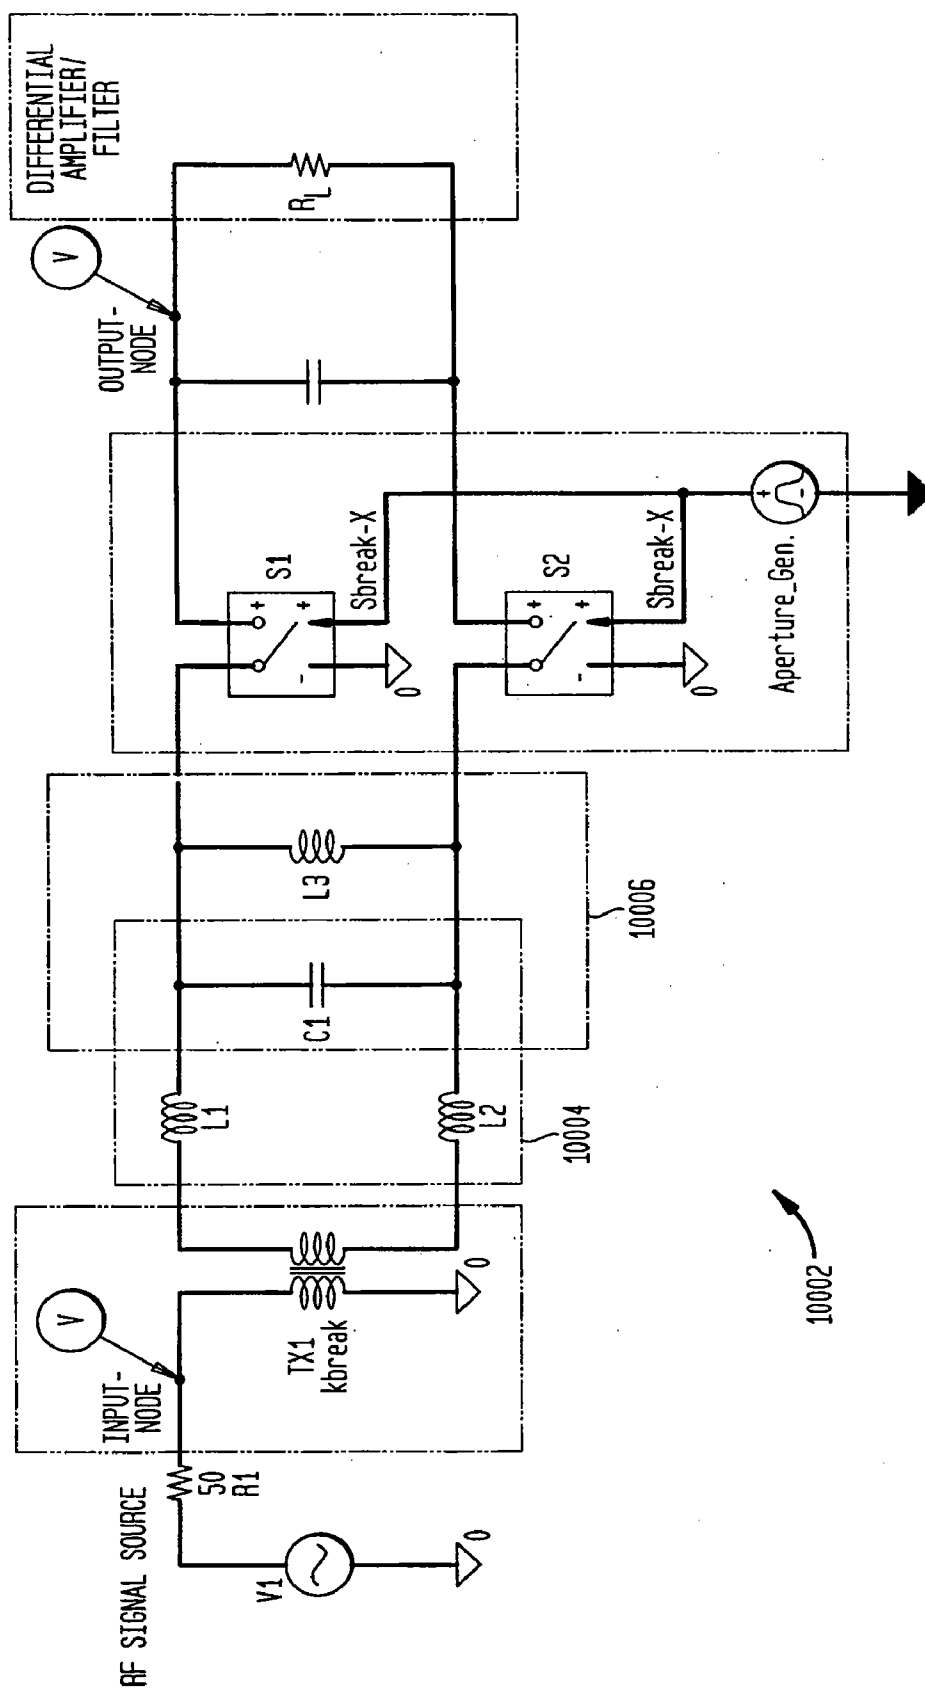 RF SIGNAL SOURCE
V1
0
50
R1
INPUT-
NODE
V
TX1
kbreak
0
L1
L2
10004
C1
L3
10006
S1
+
+
-
Sbreak-X
0
S2
+
+
-
Sbreak-X
0
Aperture_Gen.
+
-
OUTPUT-
NODE
V
RL
DIFFERENTIAL
AMPLIFIER/
FILTER
10002